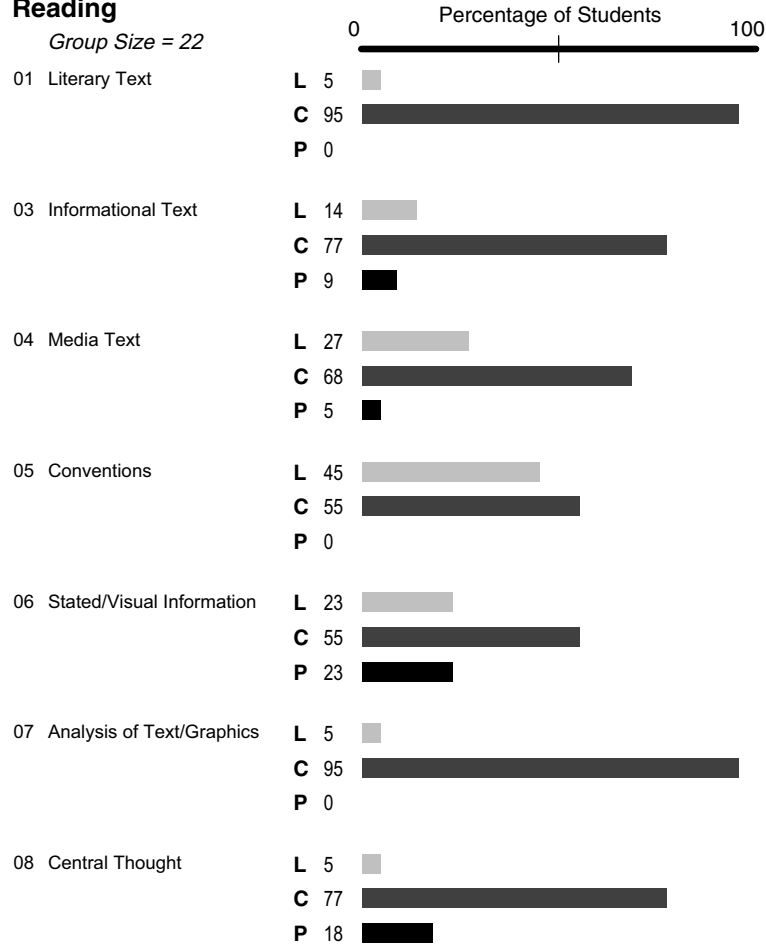 Reading
Percentage of Students
Group Size = 22
0 100
01 Literary Text L 5
C 95
P 0
03 Informational Text L 14
C 77
P 9
04 Media Text L 27
C 68
P 5
05 Conventions L 45
C 55
P 0
06 Stated/Visual Information L 23
C 55
P 23
07 Analysis of Text/Graphics L 5
C 95
P 0
08 Central Thought L 5
C 77
P 18